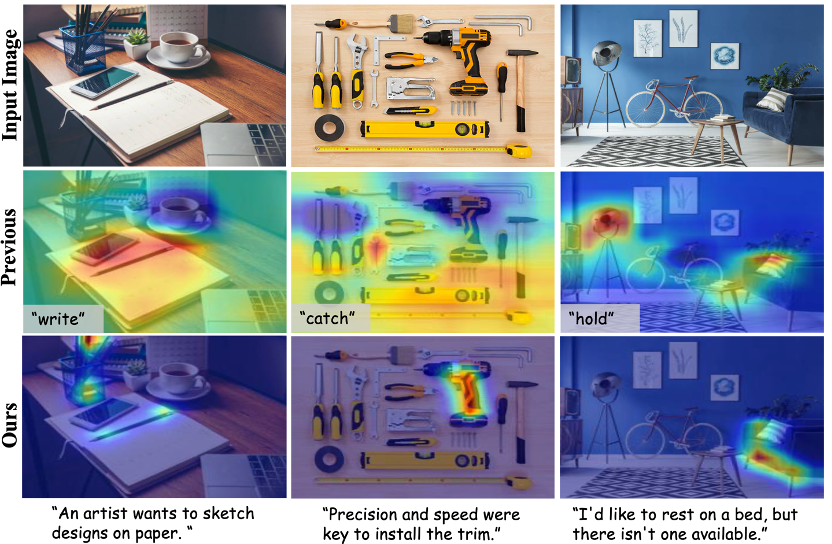 Input Image
Previous
"write"
"catch"
"hold"
Ours
"An artist wants to sketch
designs on paper. "
"Precision and speed were
key to install the trim."
"I'd like to rest on a bed, but
there isn't one available."